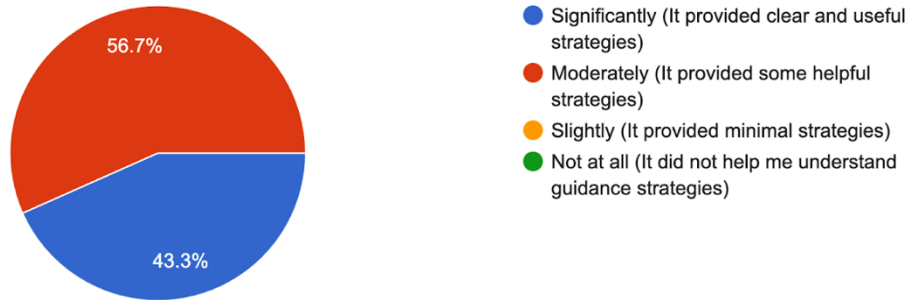 56.7%
43.3%
Significantly (It provided clear and useful
strategies)
Moderately (It provided some helpful
strategies)
Slightly (It provided minimal strategies)
Not at all (It did not help me understand
guidance strategies)